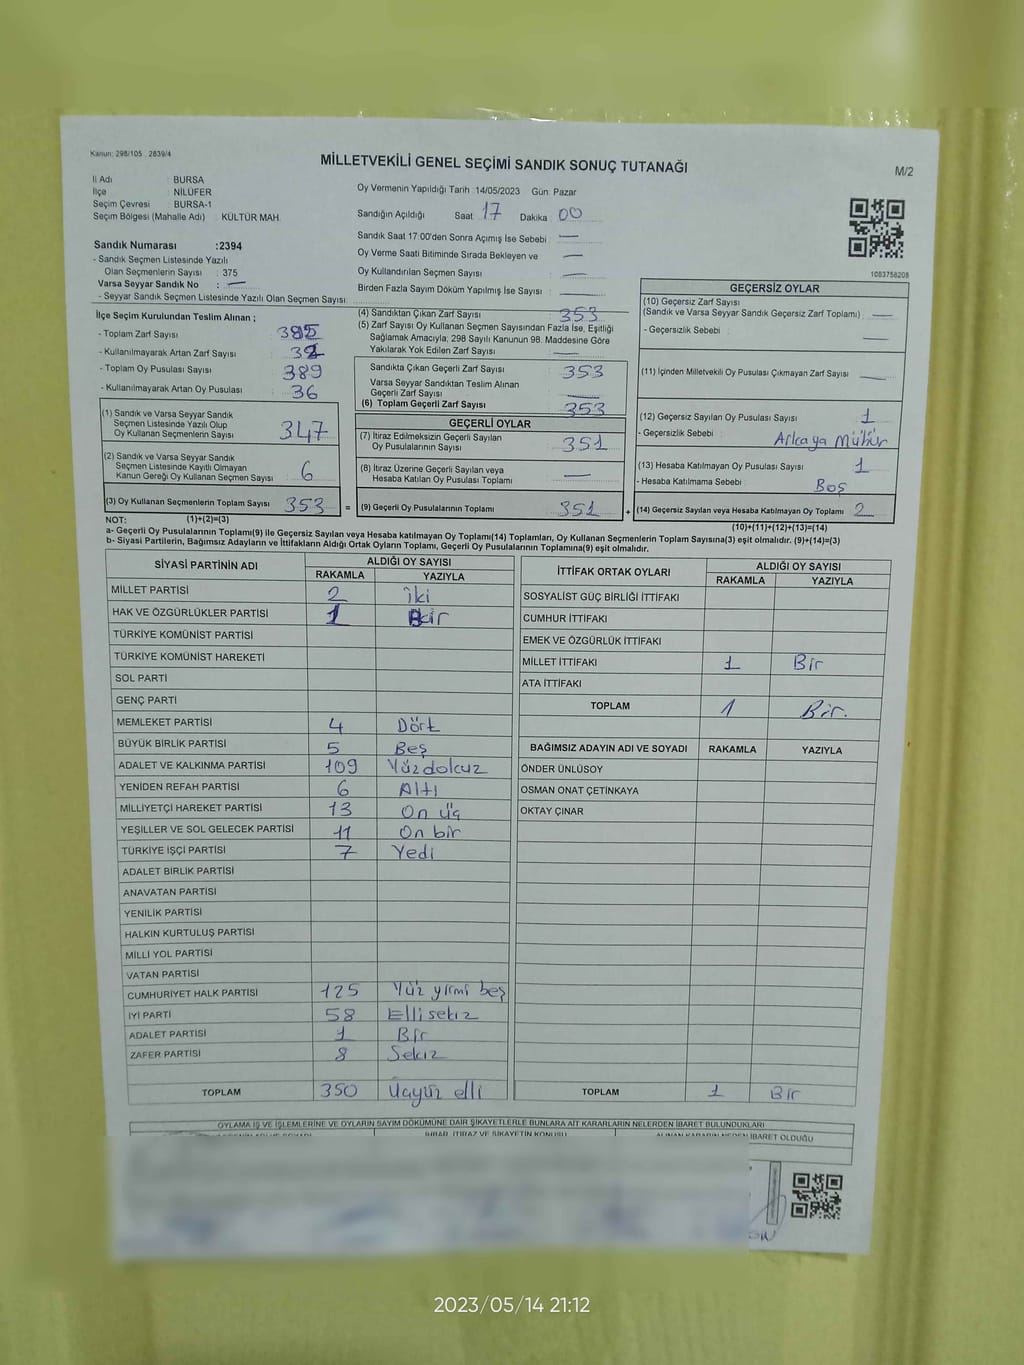 Kanun: 298/105 . 2839/4
MİLLETVEKİLİ GENEL SEÇİMİ SANDIK SONUÇ TUTANAĞI
M/2
İl Adı : BURSA
İlçe : NİLÜFER
Seçim Çevresi : BURSA-1
Seçim Bölgesi (Mahalle Adı) : KÜLTÜR MAH.
Oy Vermenin Yapıldığı Tarih : 14/05/2023 Gün : Pazar
Sandığın Açıldığı Saat 17 Dakika 00
Sandık Saat 17:00'den Sonra Açımış İse Sebebi : —
Oy Verme Saati Bitiminde Sırada Bekleyen ve : —
Oy Kullandırılan Seçmen Sayısı : —
Birden Fazla Sayım Döküm Yapılmış İse Sayısı : —
1083758208
Sandık Numarası :2394
- Sandık Seçmen Listesinde Yazılı
Olan Seçmenlerin Sayısı : 375
Varsa Seyyar Sandık No : —
- Seyyar Sandık Seçmen Listesinde Yazılı Olan Seçmen Sayısı:
İlçe Seçim Kurulundan Teslim Alınan ;
- Toplam Zarf Sayısı : 385
- Kullanılmayarak Artan Zarf Sayısı : 32
- Toplam Oy Pusulası Sayısı : 389
- Kullanılmayarak Artan Oy Pusulası : 36
(1) Sandık ve Varsa Seyyar Sandık
Seçmen Listesinde Yazılı Olup
Oy Kullanan Seçmenlerin Sayısı : 347
(2) Sandık ve Varsa Seyyar Sandık
Seçmen Listesinde Kayıtlı Olmayan
Kanun Gereği Oy Kullanan Seçmen Sayısı : 6
(3) Oy Kullanan Seçmenlerin Toplam Sayısı : 353 =
(4) Sandıktan Çıkan Zarf Sayısı : 353
(5) Zarf Sayısı Oy Kullanan Seçmen Sayısından Fazla İse, Eşitliği
Sağlamak Amacıyla; 298 Sayılı Kanunun 98. Maddesine Göre
Yakılarak Yok Edilen Zarf Sayısı : —
Sandıkta Çıkan Geçerli Zarf Sayısı : 353
Varsa Seyyar Sandıktan Teslim Alınan
Geçerli Zarf Sayısı : —
(6) Toplam Geçerli Zarf Sayısı : 353
GEÇERLİ OYLAR
(7) İtiraz Edilmeksizin Geçerli Sayılan
Oy Pusulalarının Sayısı : 351
(8) İtiraz Üzerine Geçerli Sayılan veya
Hesaba Katılan Oy Pusulası Toplamı : —
(9) Geçerli Oy Pusulalarının Toplamı : 351 +
GEÇERSİZ OYLAR
(10) Geçersiz Zarf Sayısı
(Sandık ve Varsa Seyyar Sandık Geçersiz Zarf Toplamı) : —
- Geçersizlik Sebebi : —
(11) İçinden Milletvekili Oy Pusulası Çıkmayan Zarf Sayısı : —
(12) Geçersiz Sayılan Oy Pusulası Sayısı : 1
- Geçersizlik Sebebi : Arkaya Mühür
(13) Hesaba Katılmayan Oy Pusulası Sayısı : 1
- Hesaba Katılmama Sebebi : Boş
(14) Geçersiz Sayılan veya Hesaba Katılmayan Oy Toplamı : 2
NOT: (1)+(2)=(3)
(10)+(11)+(12)+(13)=(14)
a- Geçerli Oy Pusulalarının Toplamı(9) ile Geçersiz Sayılan veya Hesaba katılmayan Oy Toplamı(14) Toplamları, Oy Kullanan Seçmenlerin Toplam Sayısına(3) eşit olmalıdır. (9)+(14)=(3)
b- Siyasi Partilerin, Bağımsız Adayların ve İttifakların Aldığı Ortak Oyların Toplamı, Geçerli Oy Pusulalarının Toplamına(9) eşit olmalıdır.
SİYASİ PARTİNİN ADI ALDIĞI OY SAYISI
RAKAMLA YAZIYLA
MİLLET PARTİSİ 2 iki
HAK VE ÖZGÜRLÜKLER PARTİSİ 1 Bir
TÜRKİYE KOMÜNİST PARTİSİ
TÜRKİYE KOMÜNİST HAREKETİ
SOL PARTİ
GENÇ PARTİ
MEMLEKET PARTİSİ 4 Dört
BÜYÜK BİRLİK PARTİSİ 5 Beş
ADALET VE KALKINMA PARTİSİ 109 Yüzdokuz
YENİDEN REFAH PARTİSİ 6 Altı
MİLLİYETÇİ HAREKET PARTİSİ 13 On üç
YEŞİLLER VE SOL GELECEK PARTİSİ 11 On bir
TÜRKİYE İŞÇİ PARTİSİ 7 Yedi
ADALET BİRLİK PARTİSİ
ANAVATAN PARTİSİ
YENİLİK PARTİSİ
HALKIN KURTULUŞ PARTİSİ
MİLLİ YOL PARTİSİ
VATAN PARTİSİ
CUMHURİYET HALK PARTİSİ 125 Yüz yirmi beş
İYİ PARTİ 58 Elli sekiz
ADALET PARTİSİ 1 Bir
ZAFER PARTİSİ 8 Sekiz
TOPLAM 350 Üçyüz elli
İTTİFAK ORTAK OYLARI ALDIĞI OY SAYISI
RAKAMLA YAZIYLA
SOSYALİST GÜÇ BİRLİĞİ İTTİFAKI
CUMHUR İTTİFAKI
EMEK VE ÖZGÜRLÜK İTTİFAKI
MİLLET İTTİFAKI 1 Bir
ATA İTTİFAKI
TOPLAM 1 Bir.
BAĞIMSIZ ADAYIN ADI VE SOYADI RAKAMLA YAZIYLA
ÖNDER ÜNLÜSOY
OSMAN ONAT ÇETİNKAYA
OKTAY ÇINAR
TOPLAM 1 Bir
OYLAMA İŞ VE İŞLEMLERİNE VE OYLARIN SAYIM DÖKÜMÜNE DAİR ŞİKAYETLERLE BUNLARA AİT KARARLARIN NELERDEN İBARET BULUNDUKLARI
İHBAR, İTİRAZ VE ŞİKAYETİN KONUSU
ALINAN KARARIN NEDEN İBARET OLDUĞU
2023/05/14 21:12